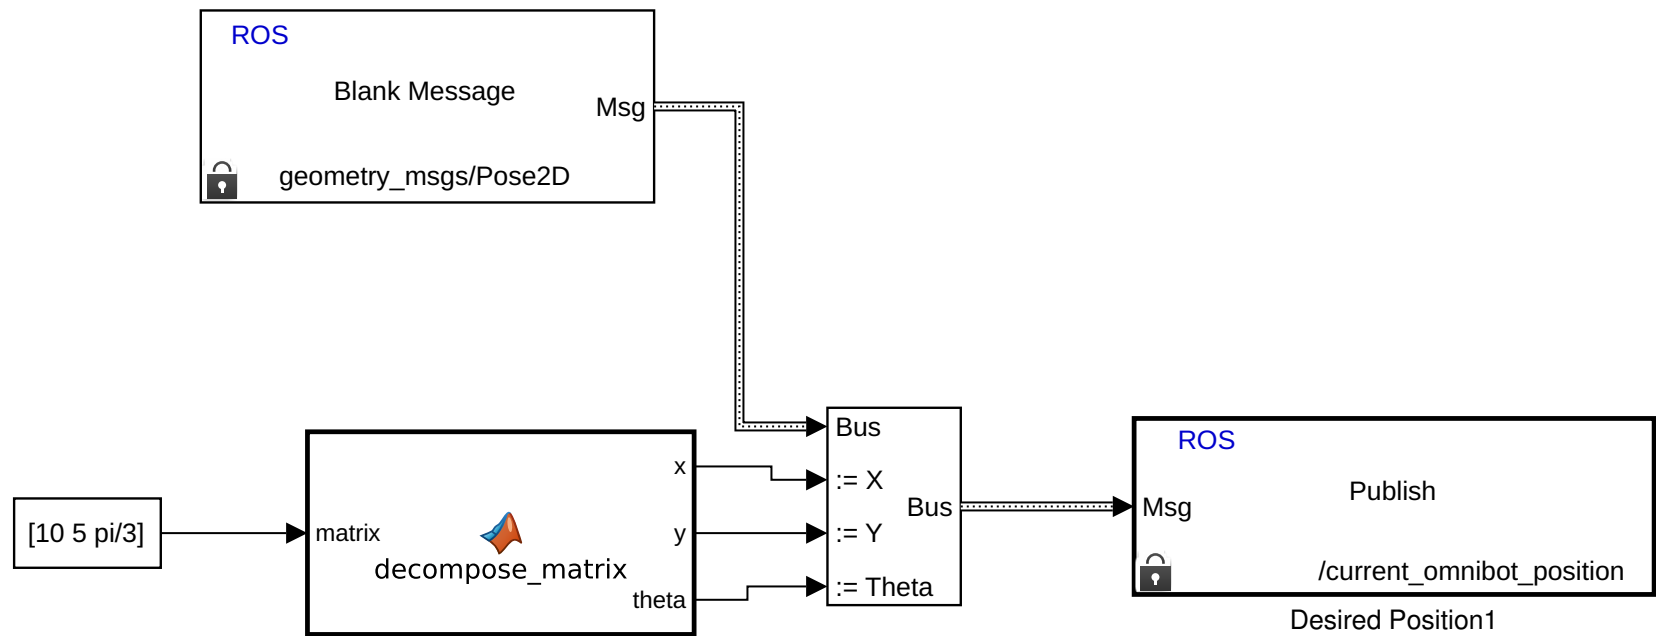 ROS
Blank Message
Msg
geometry_msgs/Pose2D
[10 5 pi/3]
matrix
decompose_matrix
x
y
theta
Bus
:= X
:= Y
:= Theta
Bus
ROS
Publish
Msg
/current_omnibot_position
Desired Position1